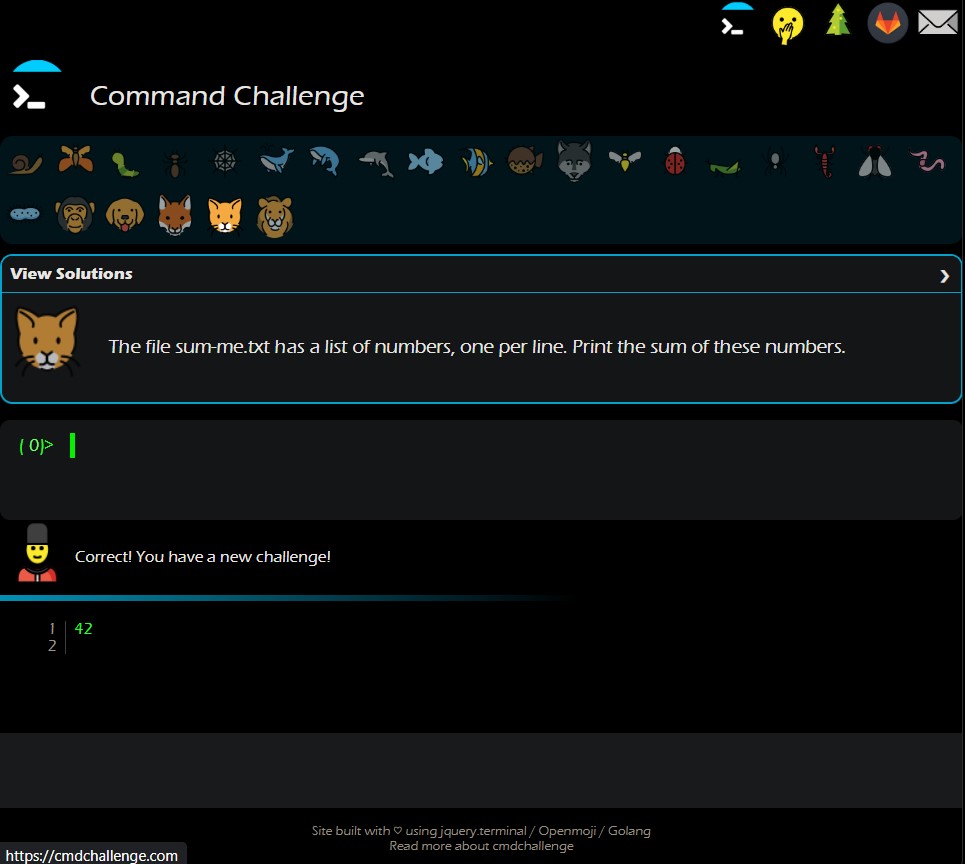 Command Challenge
View Solutions
The file sum-me.txt has a list of numbers, one per line. Print the sum of these numbers.
( 0)>
Correct! You have a new challenge!
1 42
2
Site built with ♡ using jquery.terminal / Openmoji / Golang
Read more about cmdchallenge
https://cmdchallenge.com